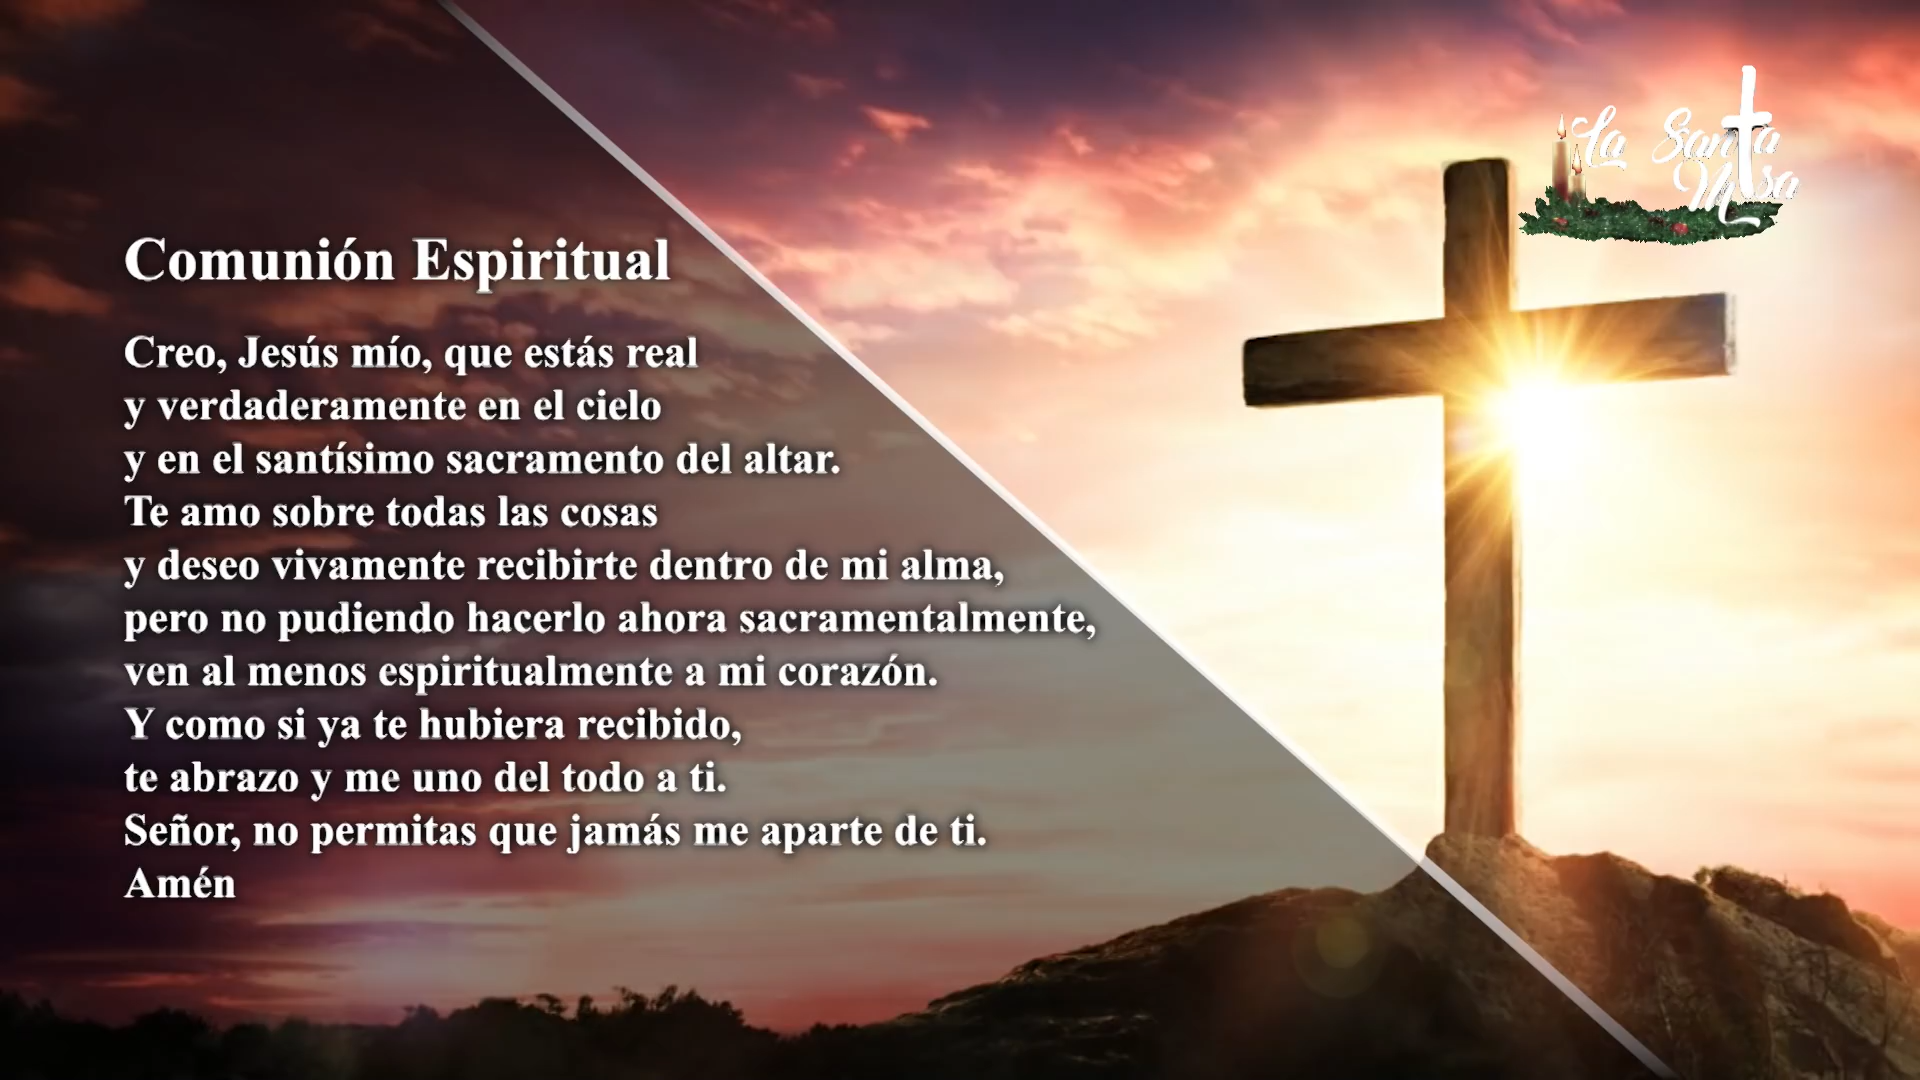 La Santa
Misa
Comunión Espiritual
Creo, Jesús mío, que estás real
y verdaderamente en el cielo
y en el santísimo sacramento del altar.
Te amo sobre todas las cosas
y deseo vivamente recibirte dentro de mi alma,
pero no pudiendo hacerlo ahora sacramentalmente,
ven al menos espiritualmente a mi corazón.
Y como si ya te hubiera recibido,
te abrazo y me uno del todo a ti.
Señor, no permitas que jamás me aparte de ti.
Amén